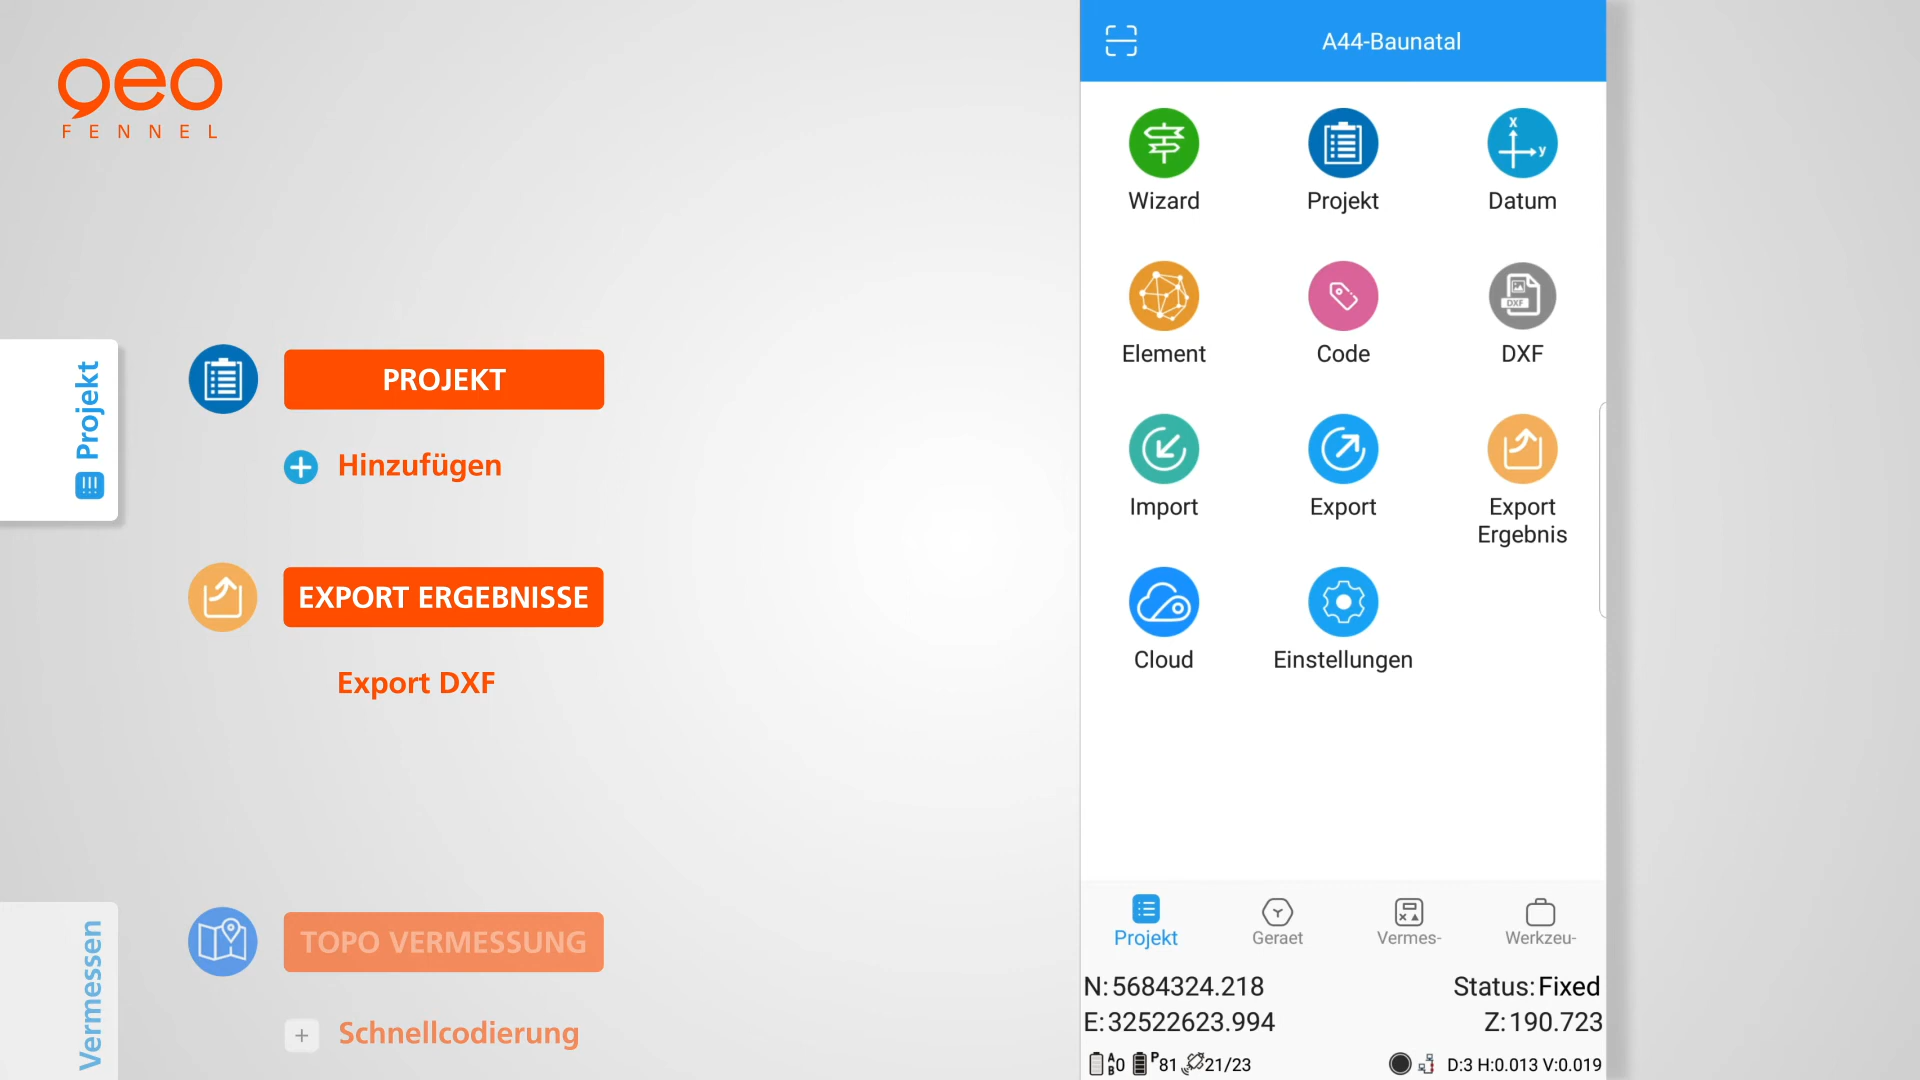 geo
FENNEL
Projekt
PROJEKT
Hinzufügen
EXPORT ERGEBNISSE
Export DXF
Vermessen
TOPO VERMESSUNG
Schnellcodierung
A44-Baunatal
Wizard
Projekt
X
y
Datum
Element
Code
DXF
DXF
Import
Export
Export
Ergebnis
Cloud
Einstellungen
Projekt
Geraet
Vermes-
Werkzeu-
N:5684324.218
Status:Fixed
E:32522623.994
Z:190.723
A
B
0
P
81
21/23
D:3 H:0.013 V:0.019